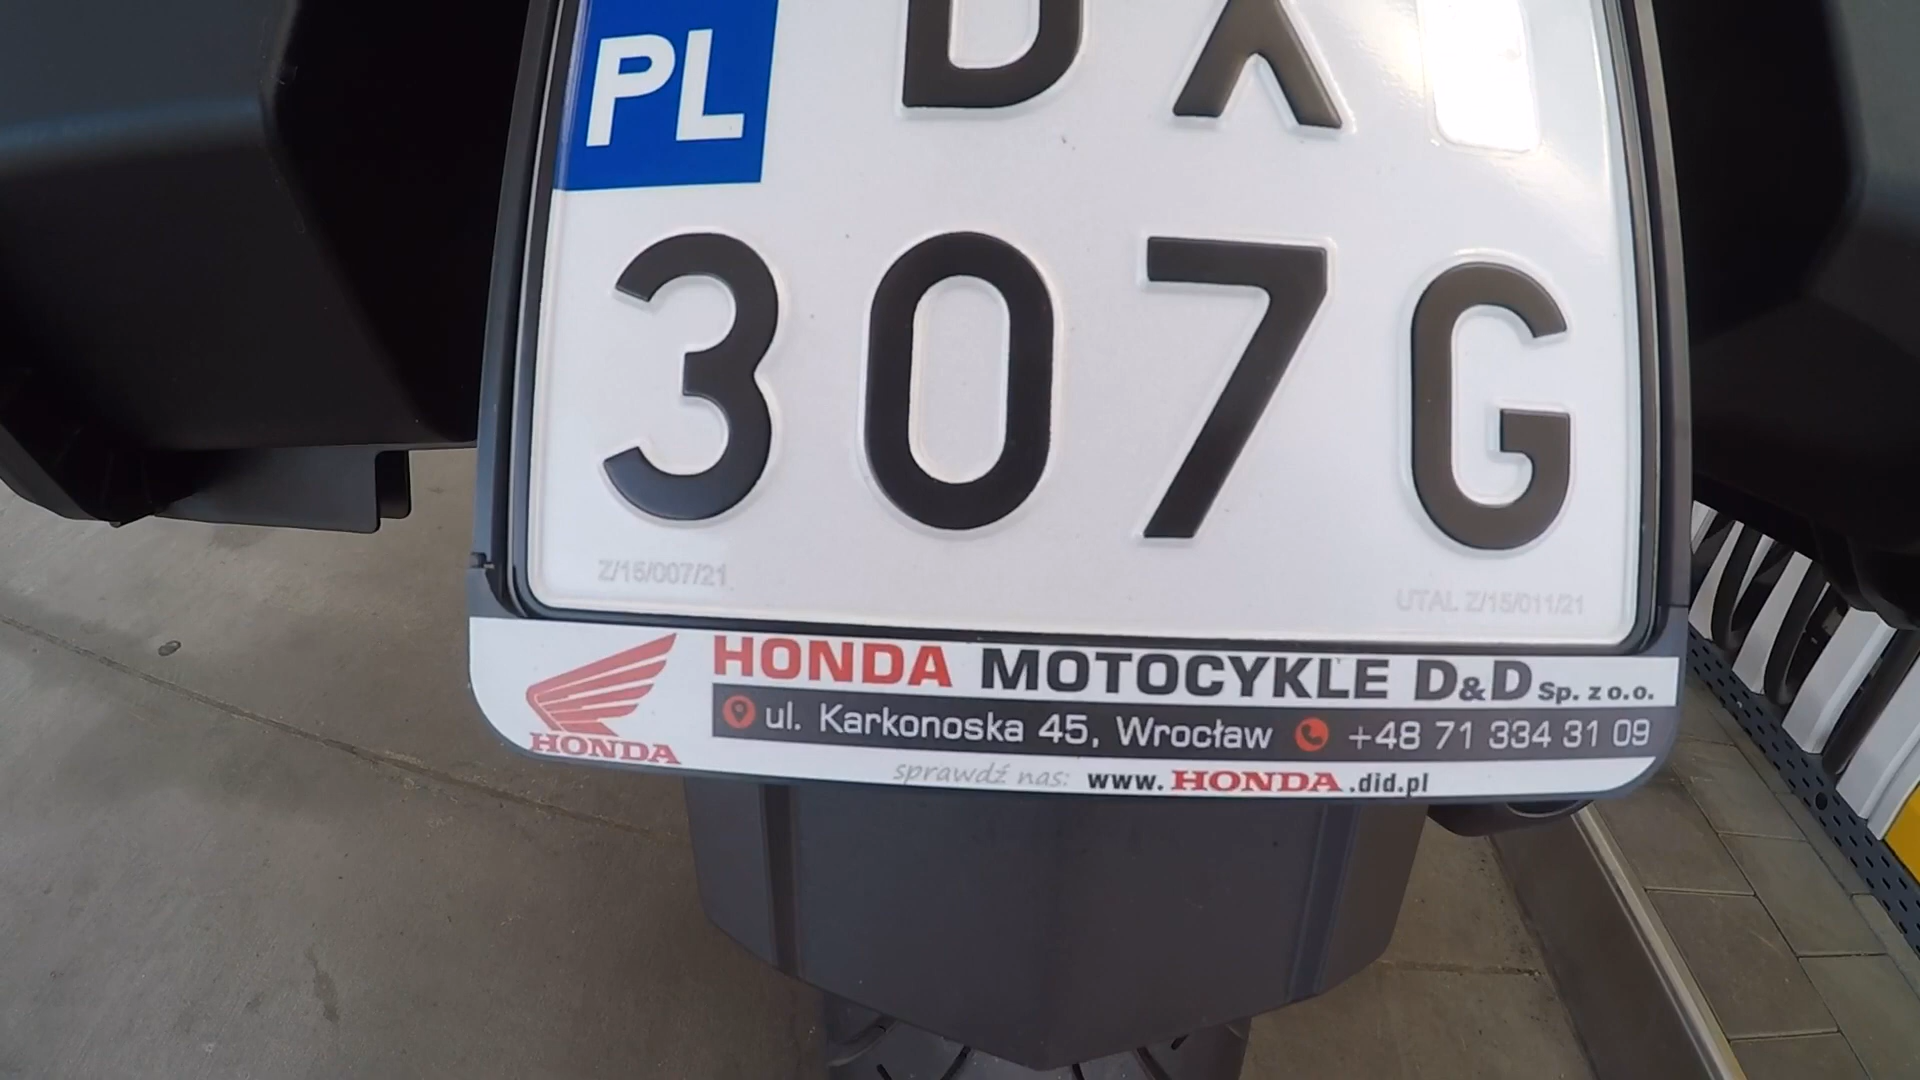 PL
DX
307G
Z/15/007/21
UTAL Z/15/011/21
HONDA MOTOCYKLE D&D Sp. z o.o.
ul. Karkonoska 45, Wrocław +48 71 334 31 09
HONDA
sprawdź nas: www.HONDA.did.pl